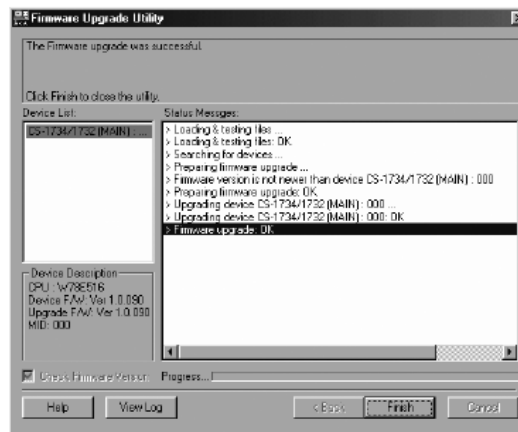 Firmware Upgrade Utility
The Firmware upgrade was successful.
Click Finish to close the utility.
Device List:
Status Messges:
CS-1734/1732 (MAIN) : ...
> Loading & testing files ...
> Loading & testing files: OK
> Searching for devices ...
> Preparing firmware upgrade ...
> Firmware version is not newer than device CS-1734/1732 (MAIN) : 000
> Preparing firmware upgrade: OK
> Upgrading device CS-1734/1732 (MAIN) : 000 ...
> Upgrading device CS-1734/1732 (MAIN) : 000: OK
> Firmware upgrade: OK
Device Description
CPU : W78E516
Device F/W: Ver 1.0.090
Upgrade F/W: Ver 1.0.090
MID: 000
Check Firmware Version
Progress...
Help
View Log
< Back
Finish
Cancel